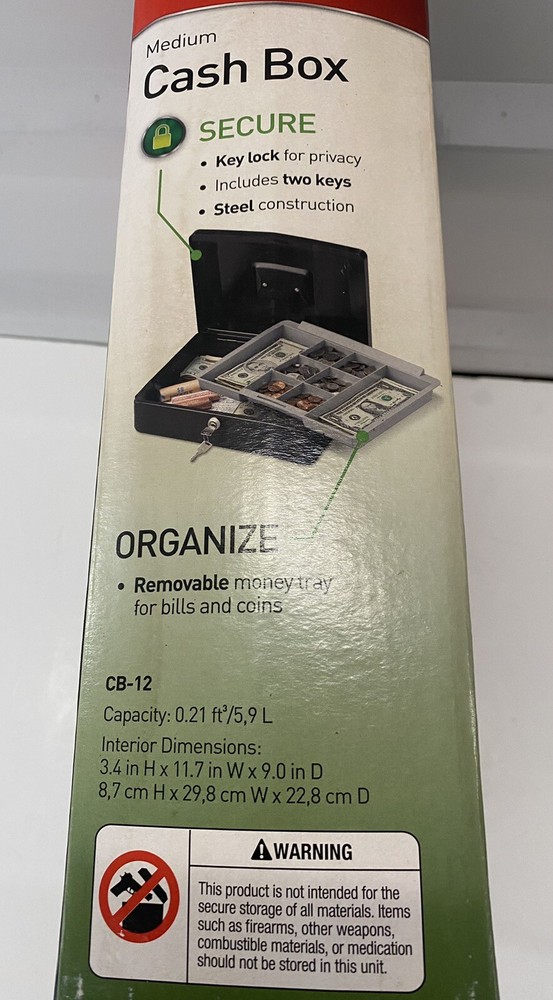 Medium
Cash Box
SECURE
• Key lock for privacy
• Includes two keys
• Steel construction
ORGANIZE
• Removable money tray
for bills and coins
CB-12
Capacity: 0.21 ft³/5,9 L
Interior Dimensions:
3.4 in H x 11.7 in W x 9.0 in D
8,7 cm H x 29,8 cm W x 22,8 cm D
WARNING
This product is not intended for the
secure storage of all materials. Items
such as firearms, other weapons,
combustible materials, or medication
should not be stored in this unit.